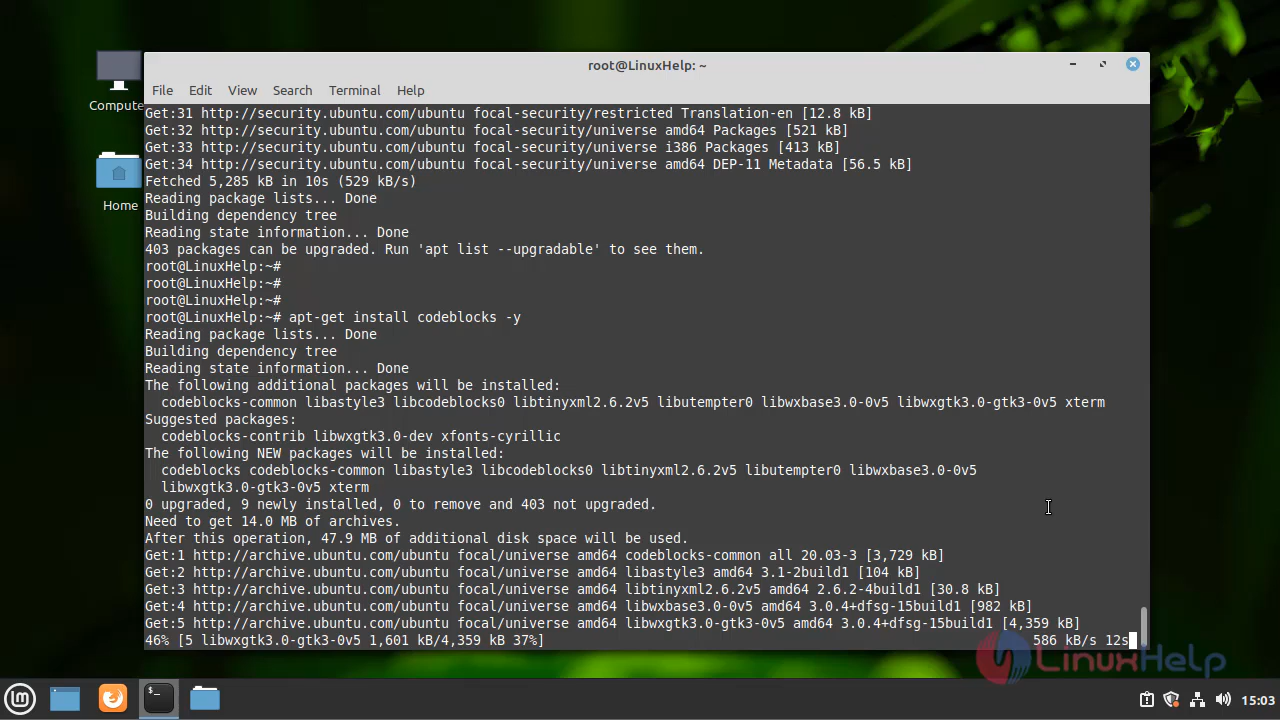 root@LinuxHelp: ~
File Edit View Search Terminal Help
Computer
Home
Get:31 http://security.ubuntu.com/ubuntu focal-security/restricted Translation-en [12.8 kB]
Get:32 http://security.ubuntu.com/ubuntu focal-security/universe amd64 Packages [521 kB]
Get:33 http://security.ubuntu.com/ubuntu focal-security/universe i386 Packages [413 kB]
Get:34 http://security.ubuntu.com/ubuntu focal-security/universe amd64 DEP-11 Metadata [56.5 kB]
Fetched 5,285 kB in 10s (529 kB/s)
Reading package lists... Done
Building dependency tree
Reading state information... Done
403 packages can be upgraded. Run 'apt list --upgradable' to see them.
root@LinuxHelp:~#
root@LinuxHelp:~#
root@LinuxHelp:~#
root@LinuxHelp:~# apt-get install codeblocks -y
Reading package lists... Done
Building dependency tree
Reading state information... Done
The following additional packages will be installed:
codeblocks-common libastyle3 libcodeblocks0 libtinyxml2.6.2v5 libutempter0 libwxbase3.0-0v5 libwxgtk3.0-gtk3-0v5 xterm
Suggested packages:
codeblocks-contrib libwxgtk3.0-dev xfonts-cyrillic
The following NEW packages will be installed:
codeblocks codeblocks-common libastyle3 libcodeblocks0 libtinyxml2.6.2v5 libutempter0 libwxbase3.0-0v5
libwxgtk3.0-gtk3-0v5 xterm
0 upgraded, 9 newly installed, 0 to remove and 403 not upgraded.
Need to get 14.0 MB of archives.
After this operation, 47.9 MB of additional disk space will be used.
Get:1 http://archive.ubuntu.com/ubuntu focal/universe amd64 codeblocks-common all 20.03-3 [3,729 kB]
Get:2 http://archive.ubuntu.com/ubuntu focal/universe amd64 libastyle3 amd64 3.1-2build1 [104 kB]
Get:3 http://archive.ubuntu.com/ubuntu focal/universe amd64 libtinyxml2.6.2v5 amd64 2.6.2-4build1 [30.8 kB]
Get:4 http://archive.ubuntu.com/ubuntu focal/universe amd64 libwxbase3.0-0v5 amd64 3.0.4+dfsg-15build1 [982 kB]
Get:5 http://archive.ubuntu.com/ubuntu focal/universe amd64 libwxgtk3.0-gtk3-0v5 amd64 3.0.4+dfsg-15build1 [4,359 kB]
46% [5 libwxgtk3.0-gtk3-0v5 1,601 kB/4,359 kB 37%] 586 kB/s 12s
LinuxHelp
15:03